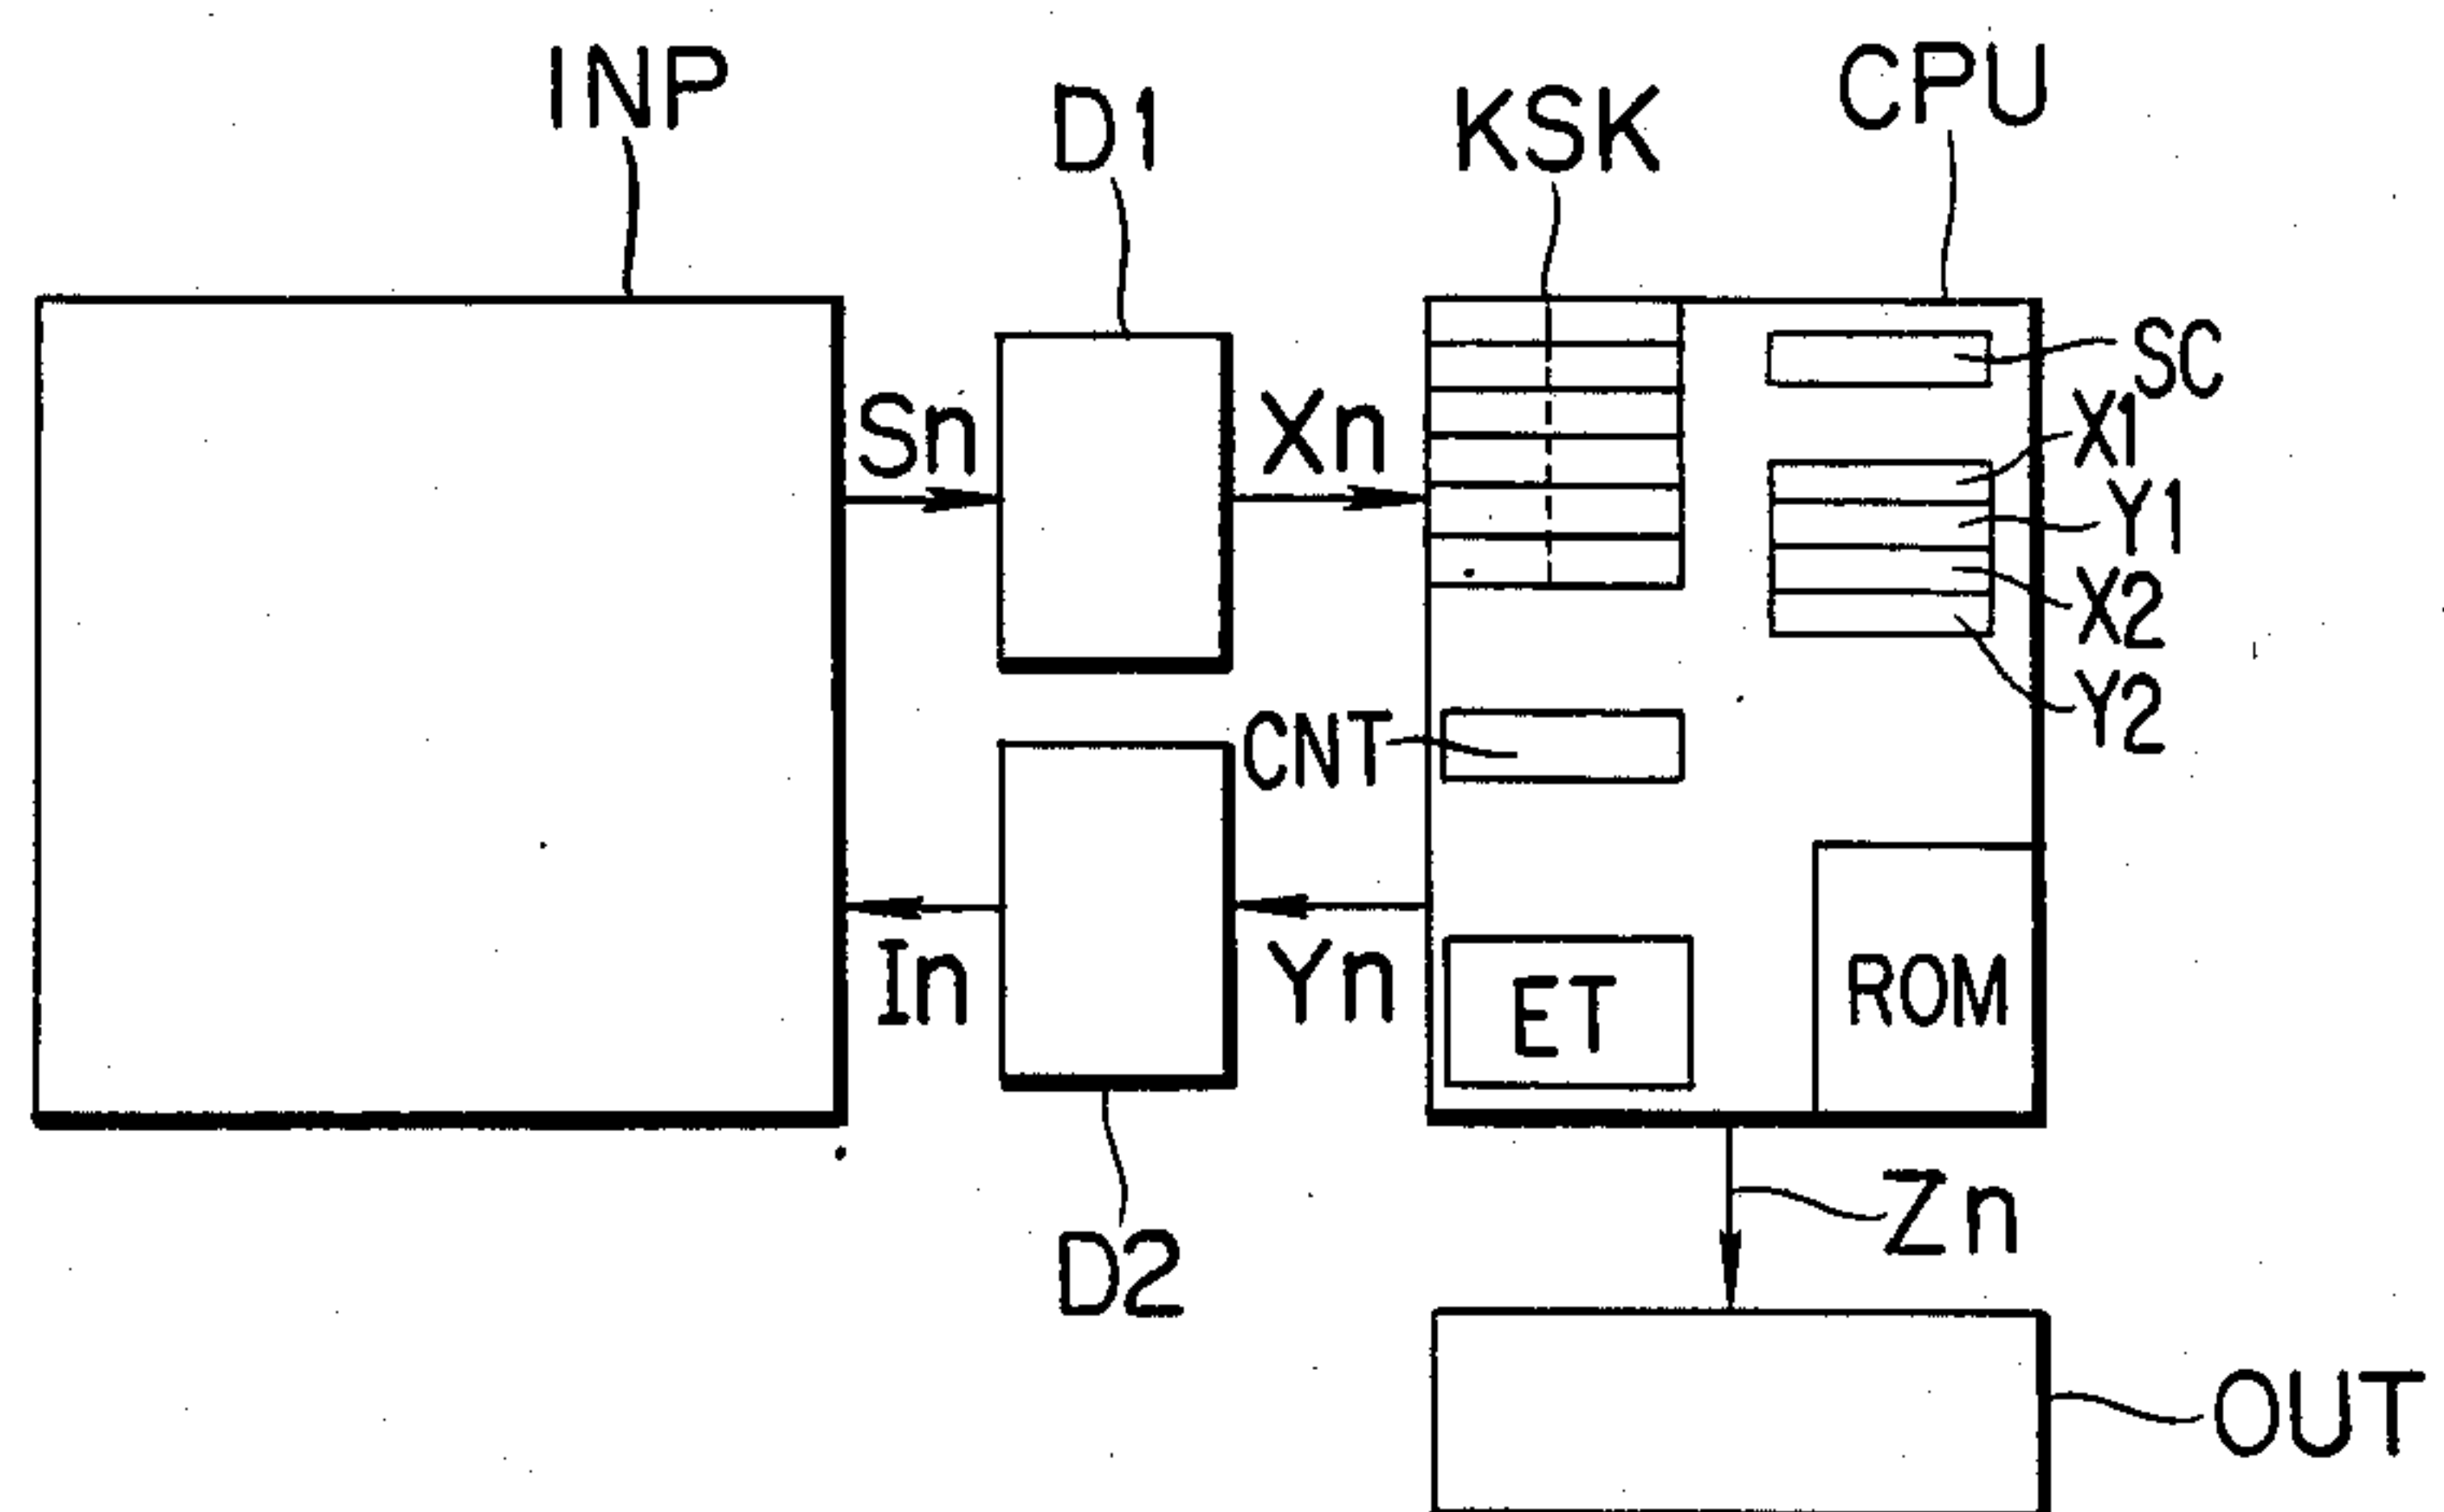 INP
D1
KSK
CPU
SC
Sn
Xn
X1
Y1
X2
Y2
CNT
In
Yn
ET
ROM
Zn
D2
OUT